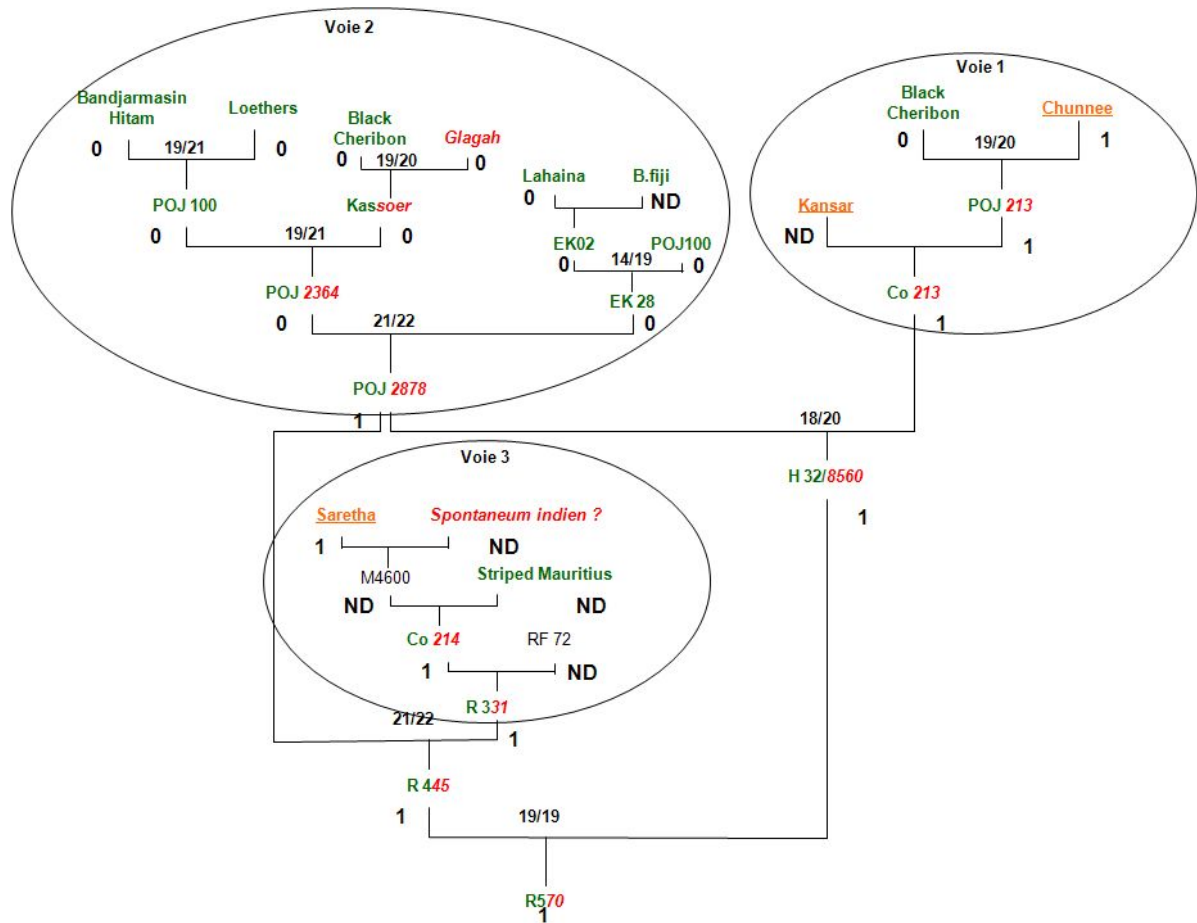 Voie 2
Bandjarmasin
Hitam
Loethers
Black
Cheribon
Glagah
0
19/21
0
0
19/20
0
Lahaina
B.fiji
0
ND
POJ 100
Kassoer
0
19/21
0
EK02
14/19
POJ100
0
0
POJ 2364
EK 28
0
21/22
0
POJ 2878
1
Voie 1
Black
Cheribon
Chunnee
0
19/20
1
Kansar
POJ 213
ND
1
Co 213
1
18/20
H 32/8560
1
Voie 3
Saretha
Spontaneum indien ?
1
ND
M4600
Striped Mauritius
ND
ND
Co 214
RF 72
1
ND
R 331
21/22
1
R 445
1
19/19
R570
1